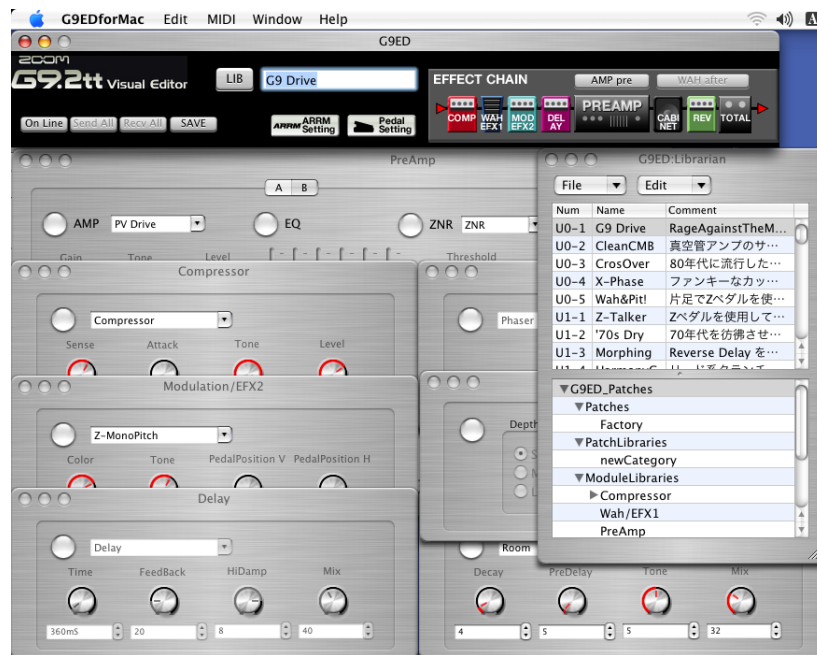 G9EDforMac Edit MIDI Window Help
G9ED
ZOOM
G9.2tt Visual Editor
LIB
G9 Drive
EFFECT CHAIN
AMP pre
WAH after
COMP
WAH EFX1
MOD EFX2
DEL AY
PREAMP
CABI NET
REV
TOTAL
On Line
Send All
Recv All
SAVE
ARRM ARRM Setting
Pedal Setting
PreAmp
A B
AMP PV Drive
EQ
ZNR ZNR
Gain Tone Level Threshold
Compressor
Compressor
Sense Attack Tone Level
Phaser
Modulation/EFX2
Z-MonoPitch
Color Tone PedalPosition V PedalPosition H
Depth
Delay
Delay
Time FeedBack HiDamp Mix
360mS 20 8 40
Room
Decay PreDelay Tone Mix
4 5 5 32
G9ED:Librarian
File Edit
Num Name Comment
U0-1 G9 Drive RageAgainstTheM...
U0-2 CleanCMB 真空管アンプのサ…
U0-3 CrosOver 80年代に流行した…
U0-4 X-Phase ファンキーなカッ…
U0-5 Wah&Pit! 片足でZペダルを使…
U1-1 Z-Talker Zペダルを使用して…
U1-2 '70s Dry 70年代を彷彿させ…
U1-3 Morphing Reverse Delay を…
G9ED_Patches
Patches
Factory
PatchLibraries
newCategory
ModuleLibraries
Compressor
Wah/EFX1
PreAmp